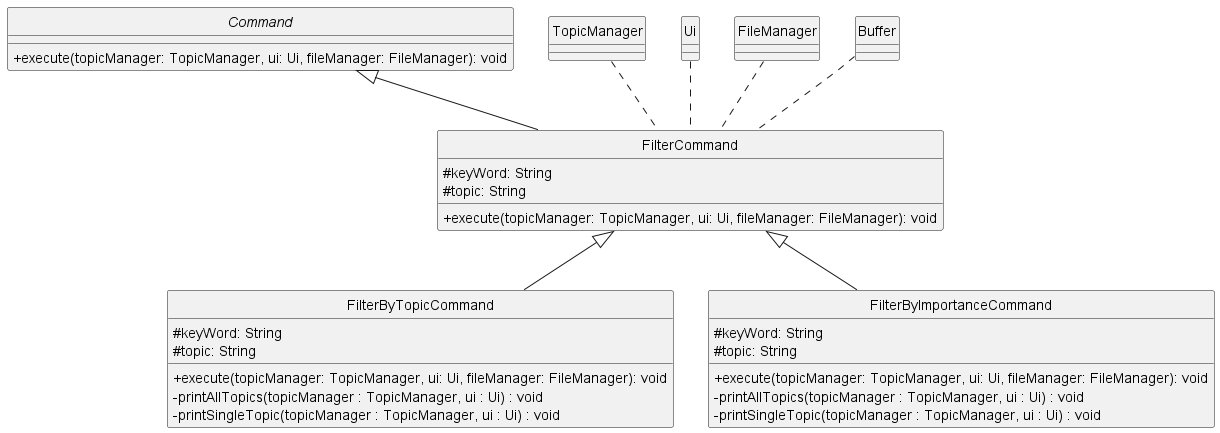 Command
+execute(topicManager: TopicManager, ui: Ui, fileManager: FileManager): void
TopicManager
Ui
FileManager
Buffer
FilterCommand
#keyWord: String
#topic: String
+execute(topicManager: TopicManager, ui: Ui, fileManager: FileManager): void
FilterByTopicCommand
#keyWord: String
#topic: String
+execute(topicManager: TopicManager, ui: Ui, fileManager: FileManager): void
-printAllTopics(topicManager : TopicManager, ui : Ui) : void
-printSingleTopic(topicManager : TopicManager, ui : Ui) : void
FilterByImportanceCommand
#keyWord: String
#topic: String
+execute(topicManager: TopicManager, ui: Ui, fileManager: FileManager): void
-printAllTopics(topicManager : TopicManager, ui : Ui) : void
-printSingleTopic(topicManager : TopicManager, ui : Ui) : void